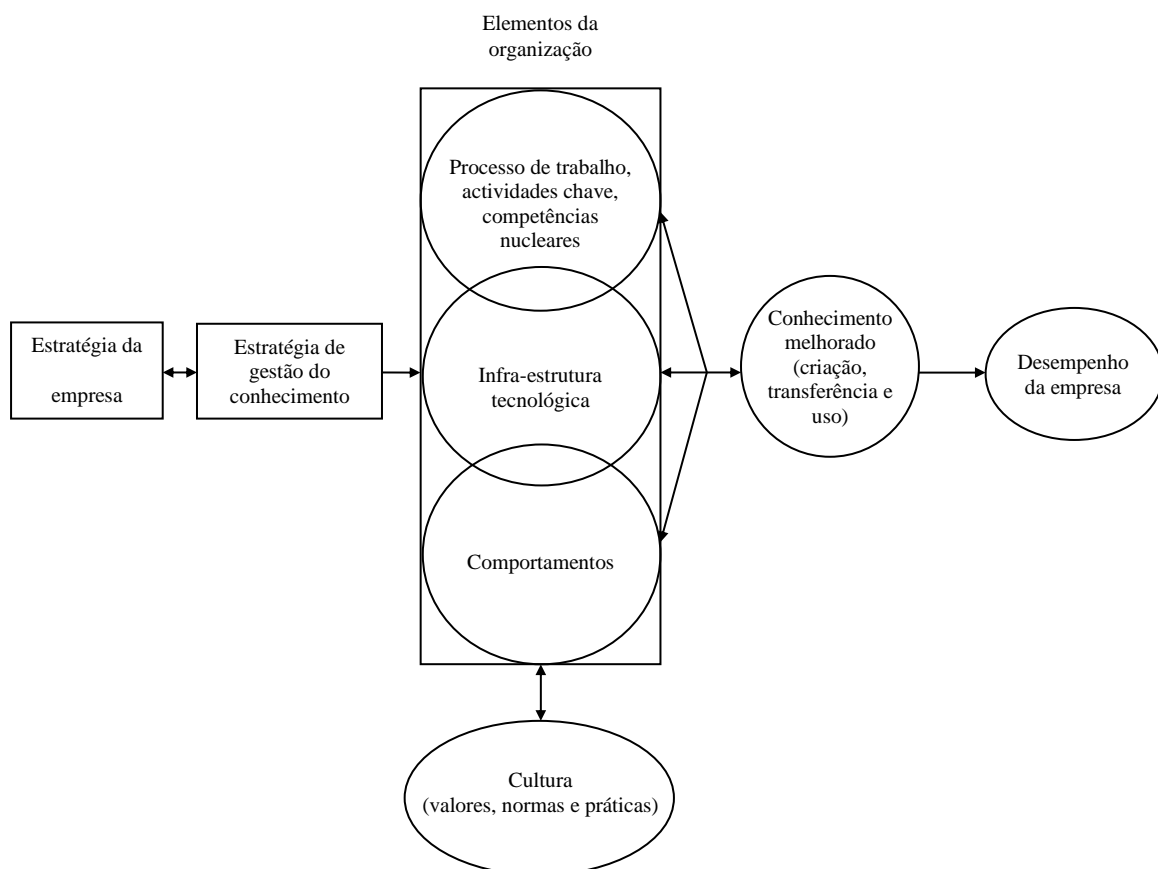 Elementos da
organização
Processo de trabalho,
actividades chave,
competências
nucleares
Estratégia da
empresa
Estratégia de
gestão do
conhecimento
Infra-estrutura
tecnológica
Conhecimento
melhorado
(criação,
transferência e
uso)
Desempenho
da empresa
Comportamentos
Cultura
(valores, normas e práticas)